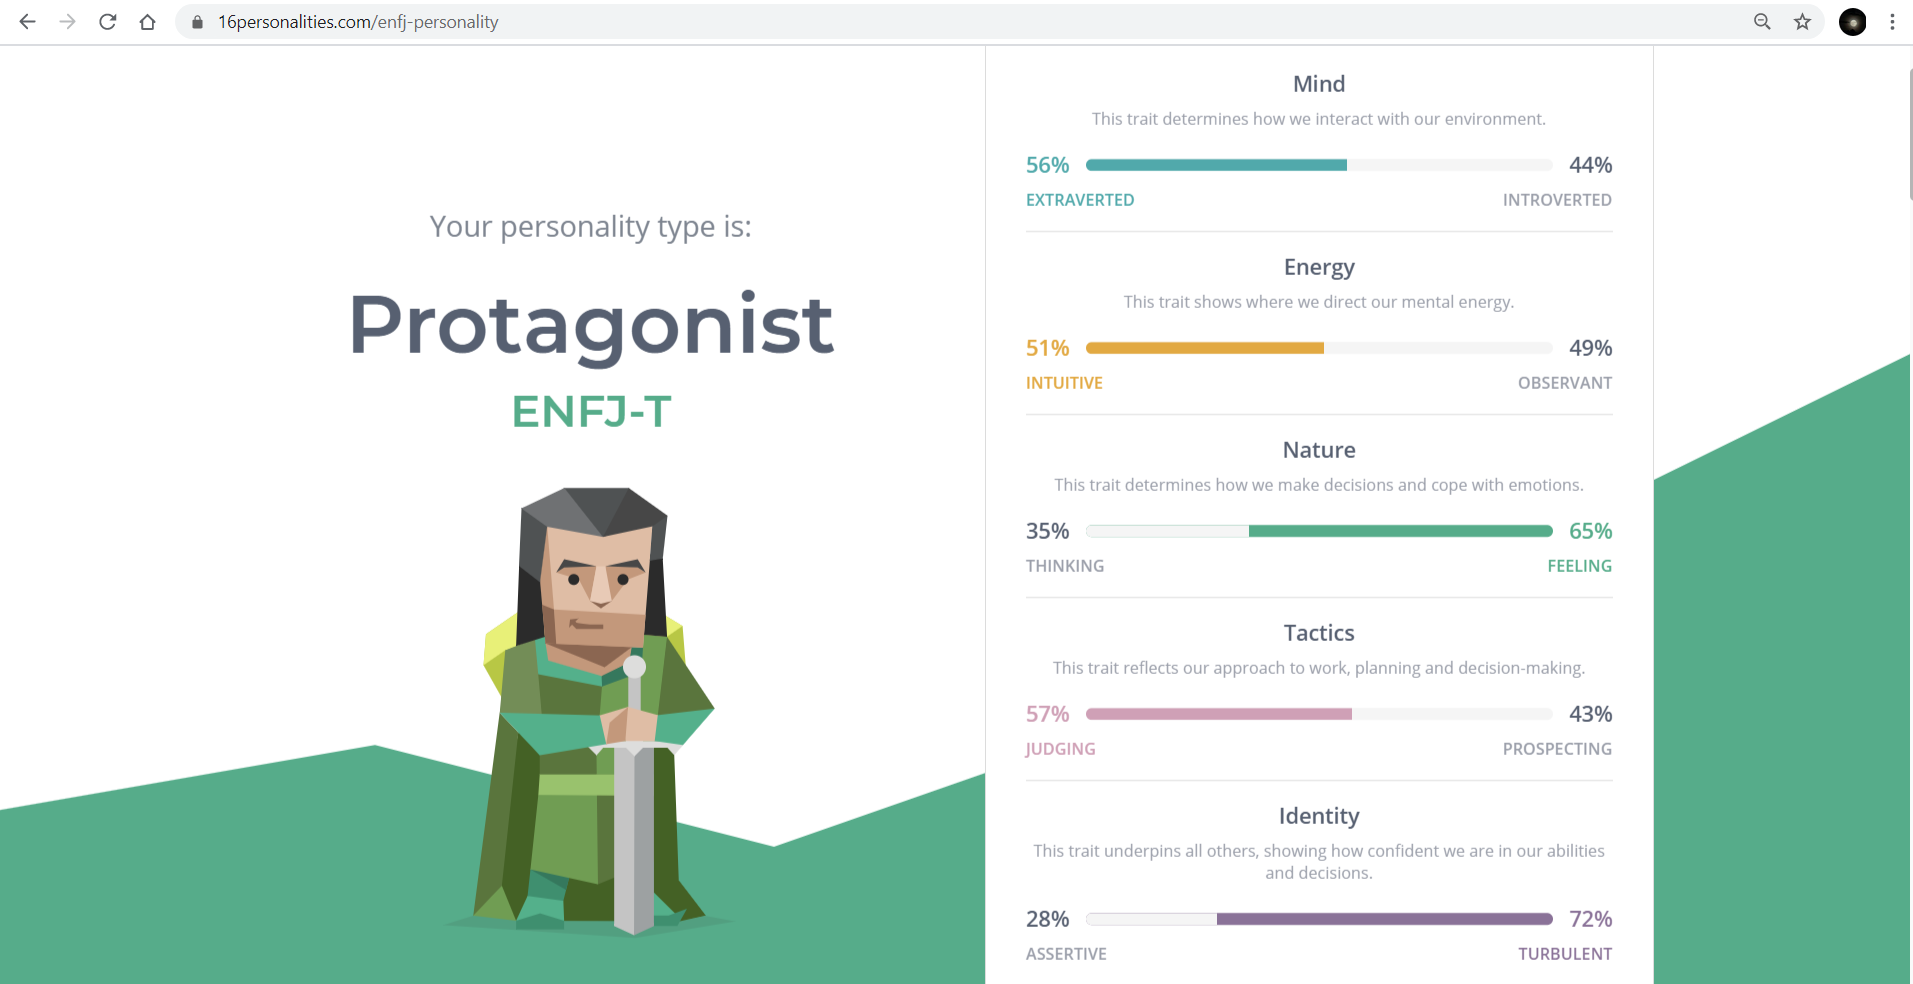 16personalities.com/enfj-personality
Your personality type is:
Protagonist
ENFJ-T
Mind
This trait determines how we interact with our environment.
56% 44%
EXTRAVERTED INTROVERTED
Energy
This trait shows where we direct our mental energy.
51% 49%
INTUITIVE OBSERVANT
Nature
This trait determines how we make decisions and cope with emotions.
35% 65%
THINKING FEELING
Tactics
This trait reflects our approach to work, planning and decision-making.
57% 43%
JUDGING PROSPECTING
Identity
This trait underpins all others, showing how confident we are in our abilities
and decisions.
28% 72%
ASSERTIVE TURBULENT